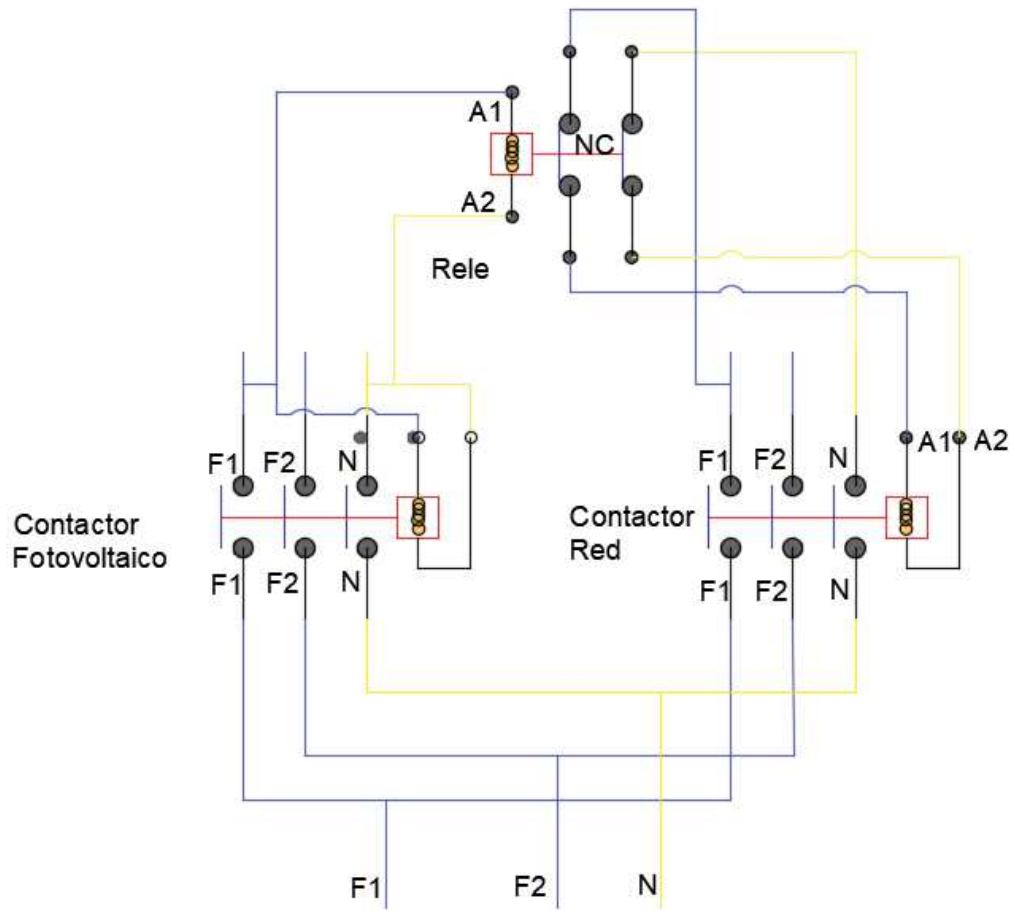 A1
NC
A2
Rele
F1
F2
N
F1
F2
N
A1
A2
Contactor
Fotovoltaico
Contactor
Red
F1
F2
N
F1
F2
N
F1
F2
N